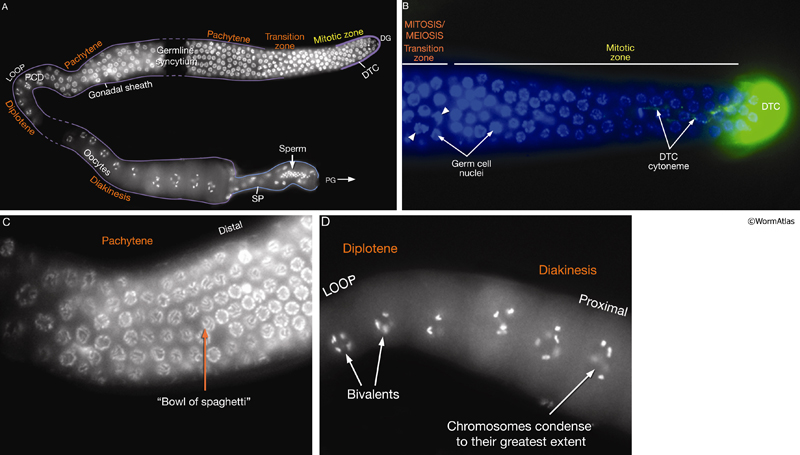 A
Pachytene
Pachytene
Transition
zone
Mitotic zone
DG
Germline
syncytium
DTC
LOOP
PCD
Gonadal sheath
Diplotene
Oocytes
Diakinesis
Sperm
SP
PG
B
MITOSIS/
MEIOSIS
Transition
zone
Mitotic
zone
DTC
DTC
cytoneme
Germ cell
nuclei
©WormAtlas
C
Pachytene
Distal
"Bowl of spaghetti"
D
Diplotene
LOOP
Diakinesis
Proximal
Bivalents
Chromosomes condense
to their greatest extent